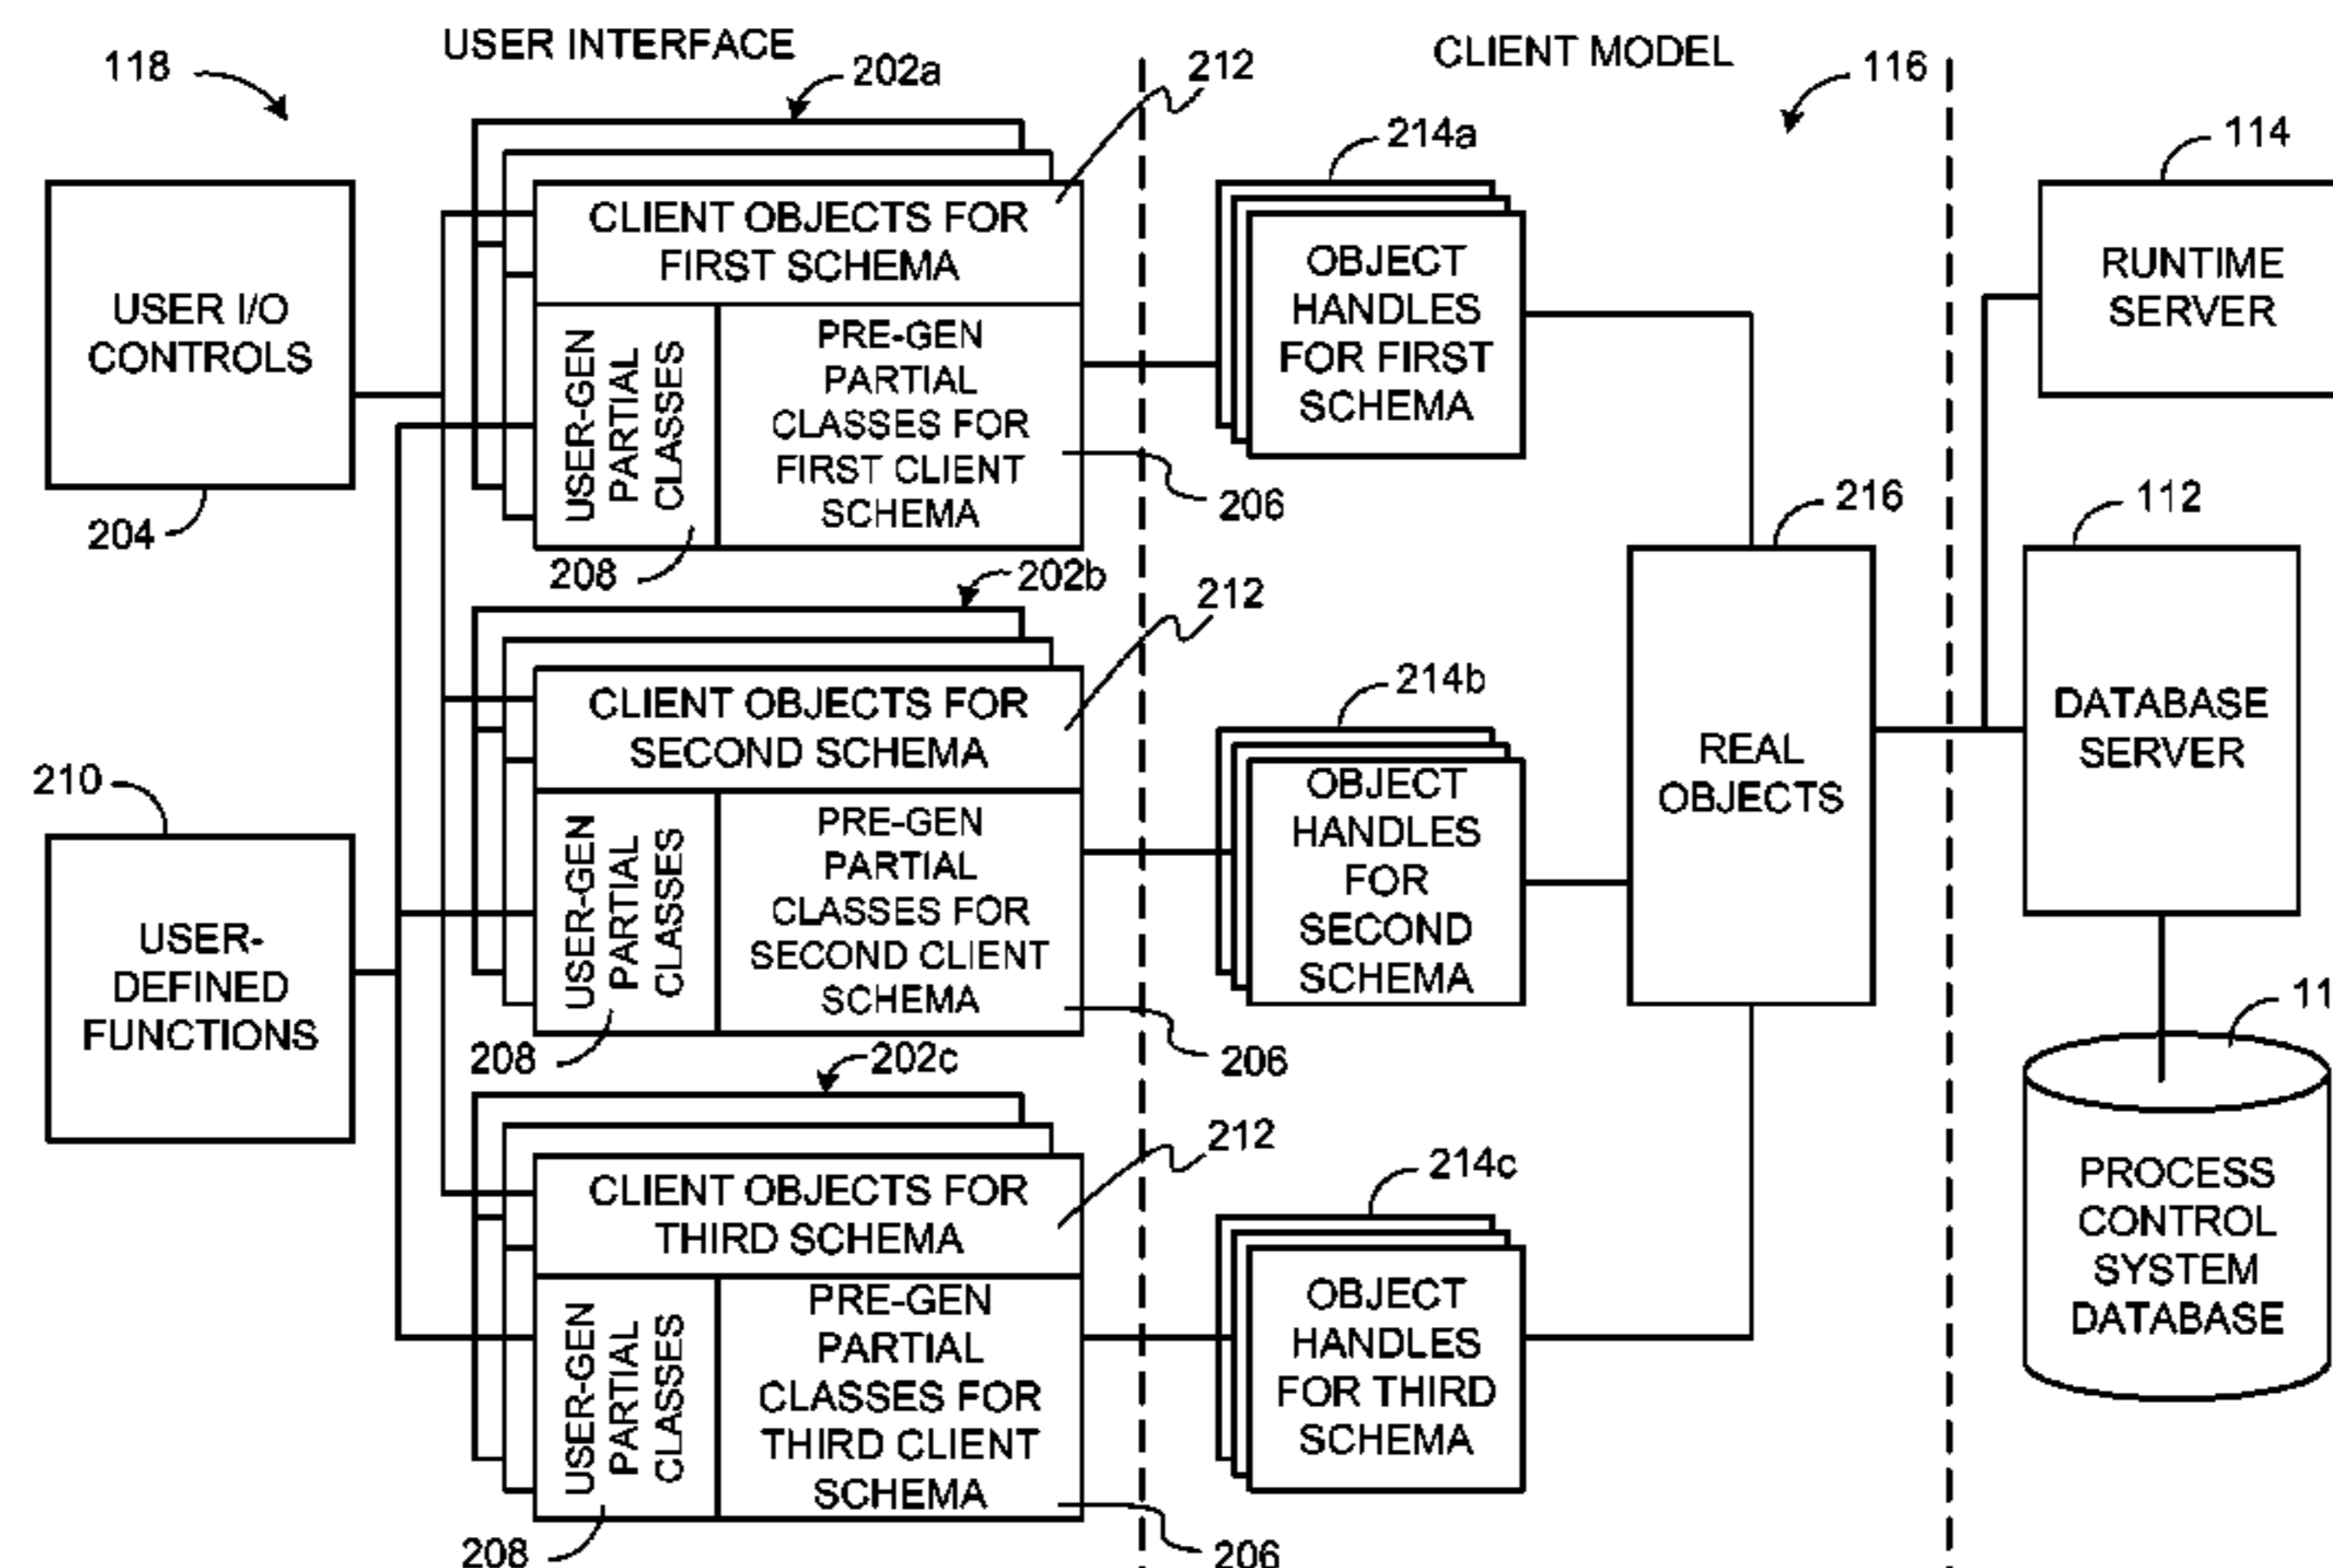 USER INTERFACE
CLIENT MODEL
118
202a
212
116
214a
114
USER I/O
CONTROLS
204
CLIENT OBJECTS FOR
FIRST SCHEMA
USER-GEN
PARTIAL
CLASSES
PRE-GEN
PARTIAL
CLASSES FOR
FIRST CLIENT
SCHEMA
206
208
OBJECT
HANDLES
FOR FIRST
SCHEMA
RUNTIME
SERVER
216
112
202b
212
214b
CLIENT OBJECTS FOR
SECOND SCHEMA
USER-GEN
PARTIAL
CLASSES
PRE-GEN
PARTIAL
CLASSES FOR
SECOND CLIENT
SCHEMA
206
208
OBJECT
HANDLES
FOR
SECOND
SCHEMA
REAL
OBJECTS
DATABASE
SERVER
210
USER-
DEFINED
FUNCTIONS
11
202c
212
214c
CLIENT OBJECTS FOR
THIRD SCHEMA
USER-GEN
PARTIAL
CLASSES
PRE-GEN
PARTIAL
CLASSES FOR
THIRD CLIENT
SCHEMA
206
208
OBJECT
HANDLES
FOR THIRD
SCHEMA
PROCESS
CONTROL
SYSTEM
DATABASE